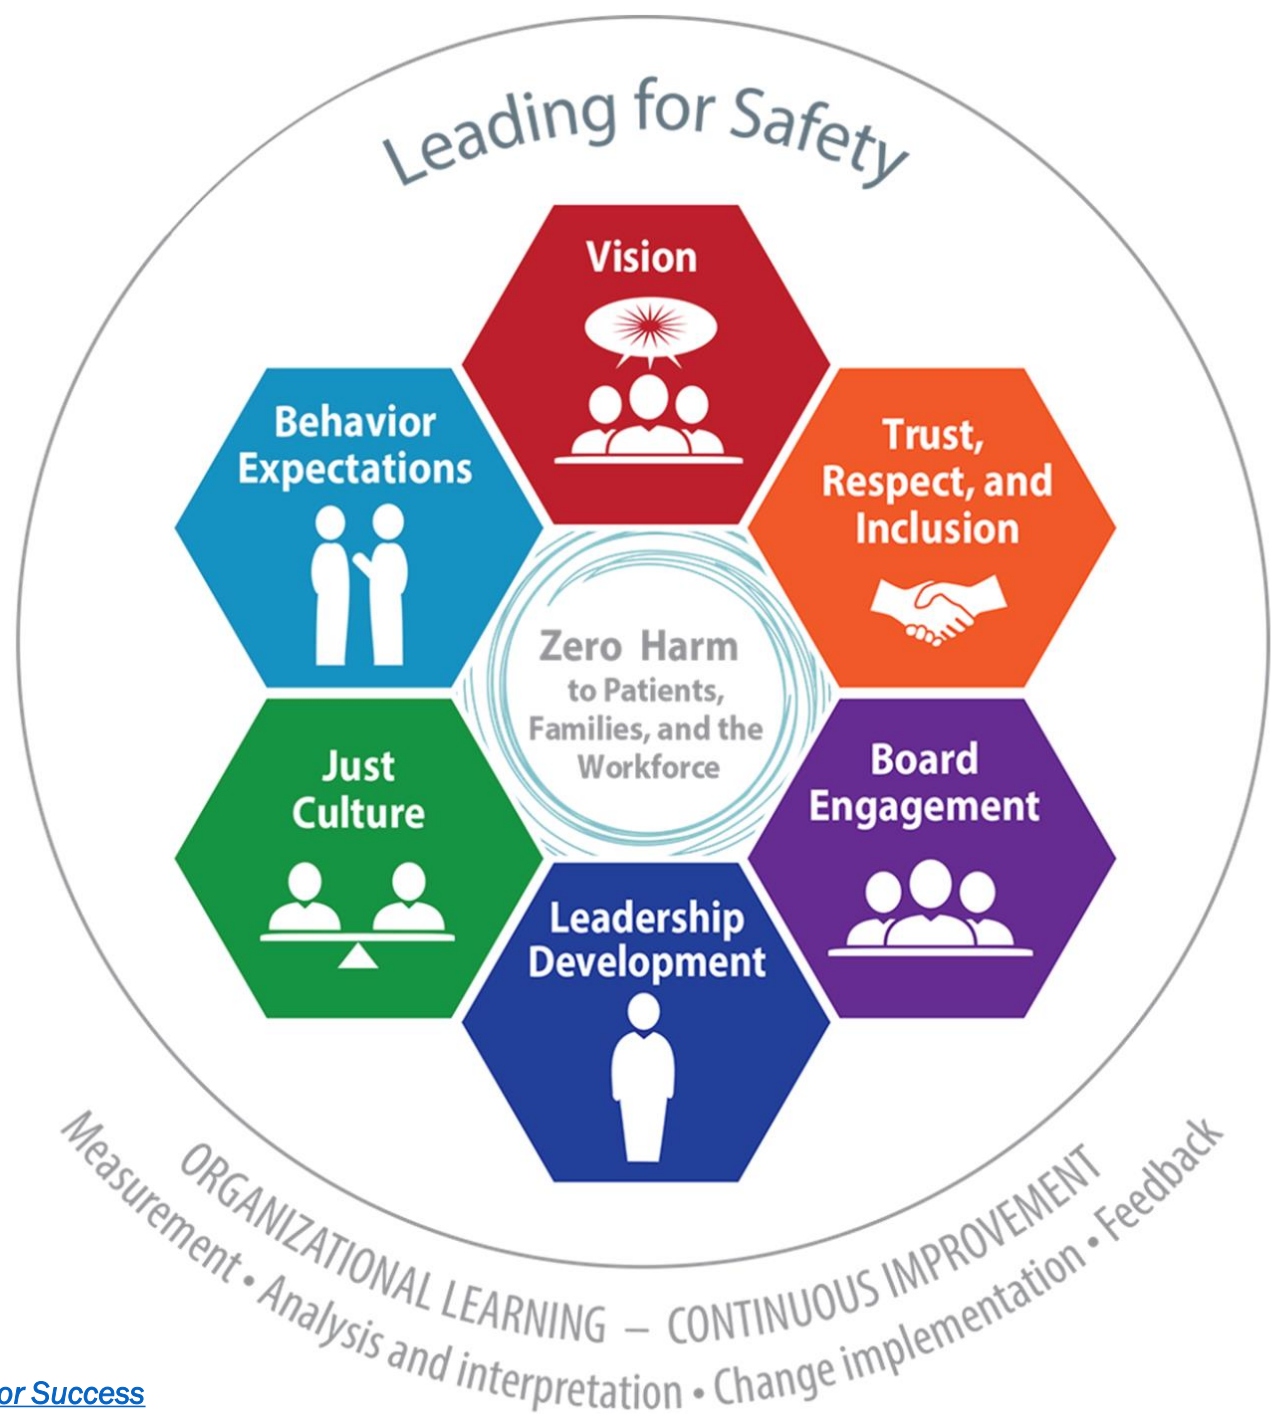 Leading for Safety
Vision
Behavior
Expectations
Trust,
Respect, and
Inclusion
Zero Harm
to Patients,
Families, and the
Workforce
Just
Culture
Board
Engagement
Leadership
Development
ORGANIZATIONAL LEARNING – CONTINUOUS IMPROVEMENT
Measurement • Analysis and interpretation • Change implementation • Feedback
or Success